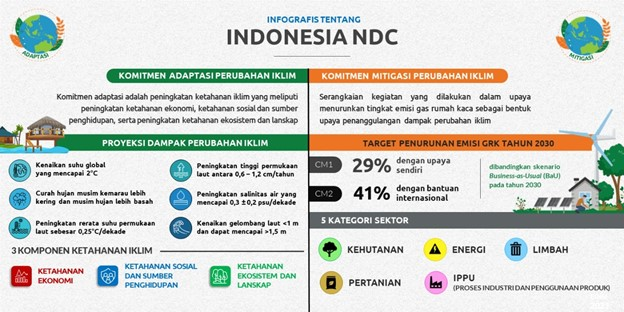 INFOGRAFIS TENTANG
INDONESIA NDC
ADAPTASI
MITIGASI
KOMITMEN ADAPTASI PERUBAHAN IKLIM
Komitmen adaptasi adalah peningkatan ketahanan iklim yang meliputi
peningkatan ketahanan ekonomi, ketahanan sosial dan sumber
penghidupan, serta peningkatan ketahanan ekosistem dan lanskap
PROYEKSI DAMPAK PERUBAHAN IKLIM
Kenaikan suhu global
yang mencapai 2°C
Peningkatan tinggi permukaan
laut antara 0,6 – 1,2 cm/tahun
Curah hujan musim kemarau lebih
kering dan musim hujan lebih basah
Peningkatan salinitas air yang
mencapai 0,3 ±0,2 psu/dekade
Peningkatan rerata suhu permukaan
laut sebesar 0,25°C/dekade
Kenaikan gelombang laut <1 m
dan dapat mencapai >1,5 m
3 KOMPONEN KETAHANAN IKLIM
KETAHANAN
EKONOMI
KETAHANAN SOSIAL
DAN SUMBER
PENGHIDUPAN
KETAHANAN
EKOSISTEM DAN
LANSKAP
KOMITMEN MITIGASI PERUBAHAN IKLIM
Serangkaian kegiatan yang dilakukan dalam upaya
menurunkan tingkat emisi gas rumah kaca sebagai bentuk
upaya penanggulangan dampak perubahan iklim
TARGET PENURUNAN EMISI GRK TAHUN 2030
CM1 29% dengan upaya
sendiri
CM2 41% dengan bantuan
internasional
dibandingkan skenario
Business-as-Usual (BaU)
pada tahun 2030
5 KATEGORI SEKTOR
KEHUTANAN
ENERGI
LIMBAH
PERTANIAN
IPPU
(PROSES INDUSTRI DAN PENGGUNAAN PRODUK)